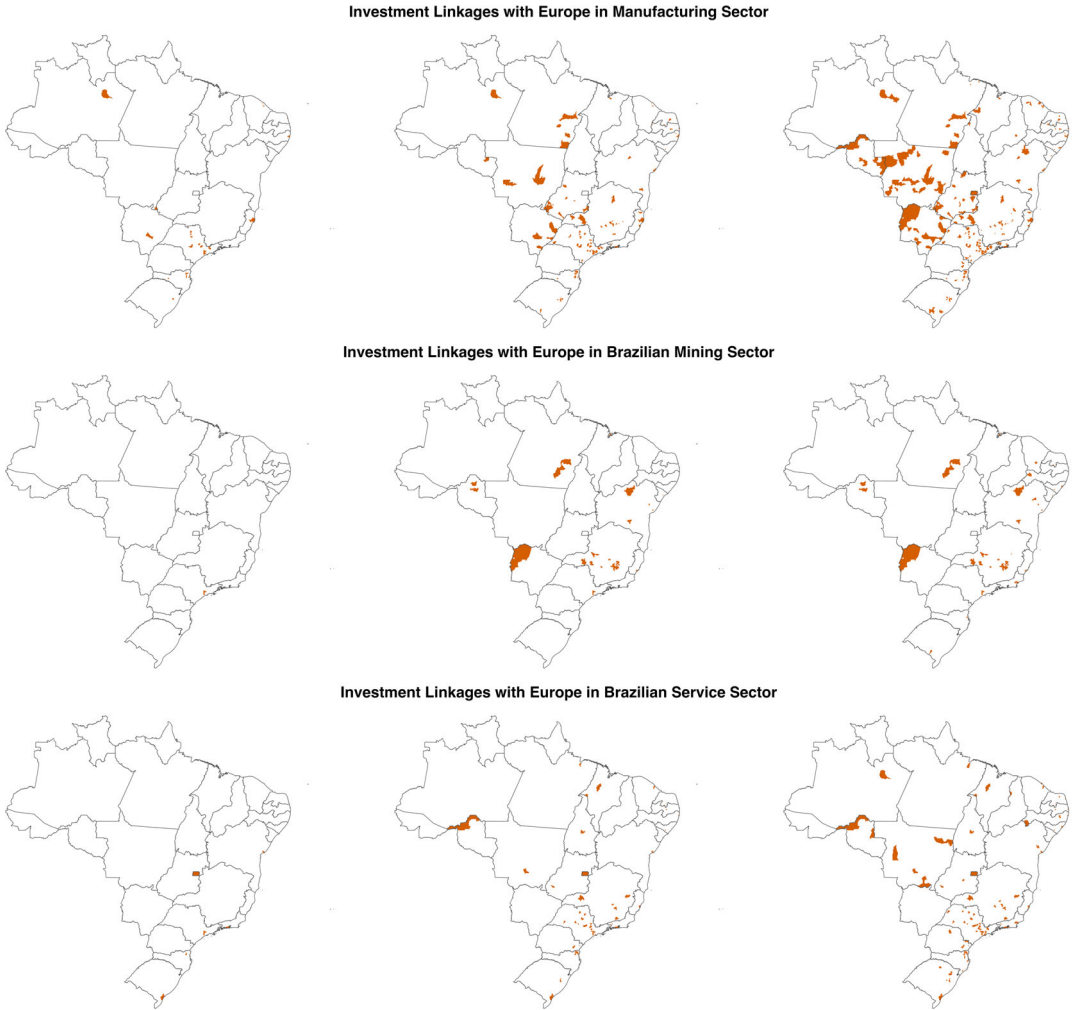 Investment Linkages with Europe in Manufacturing Sector
Investment Linkages with Europe in Brazilian Mining Sector
Investment Linkages with Europe in Brazilian Service Sector